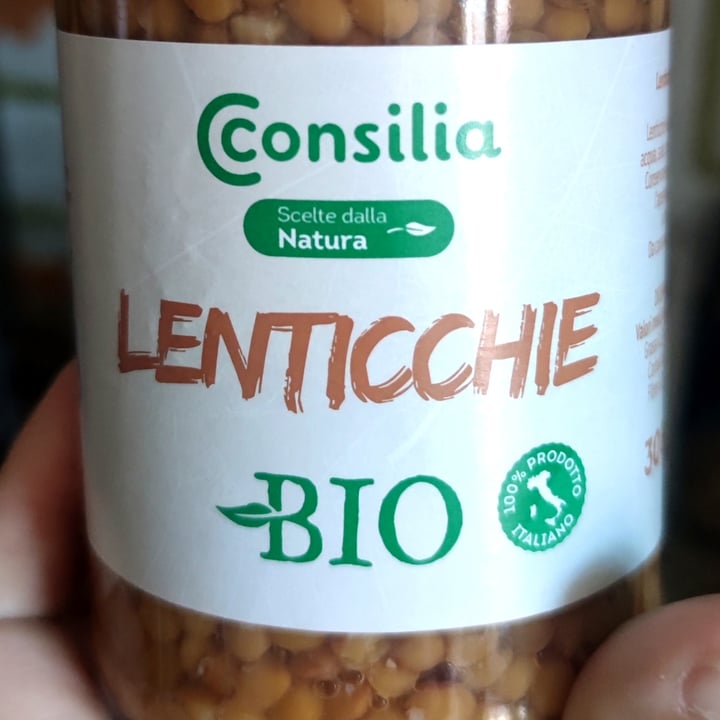 consilia
Scelte dalla
Natura
LENTICCHIE
BIO
100% PRODOTTO
ITALIANO